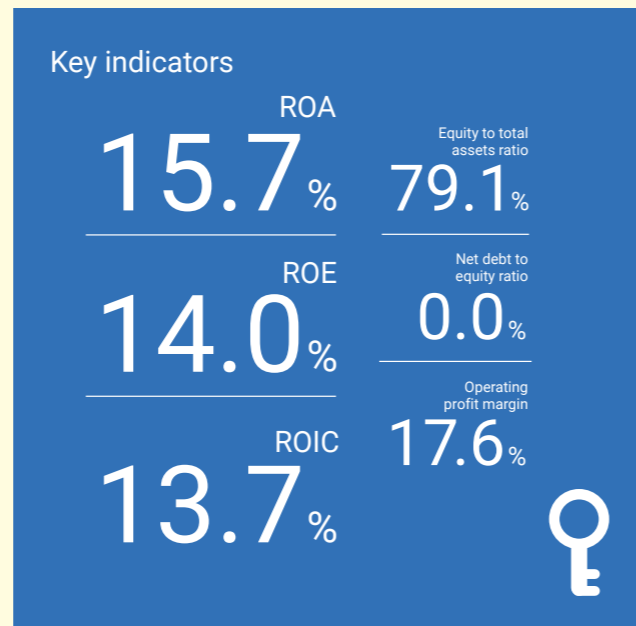 Key indicators
ROA
15.7%
ROE
14.0%
ROIC
13.7%
Equity to total
assets ratio
79.1%
Net debt to
equity ratio
0.0%
Operating
profit margin
17.6%